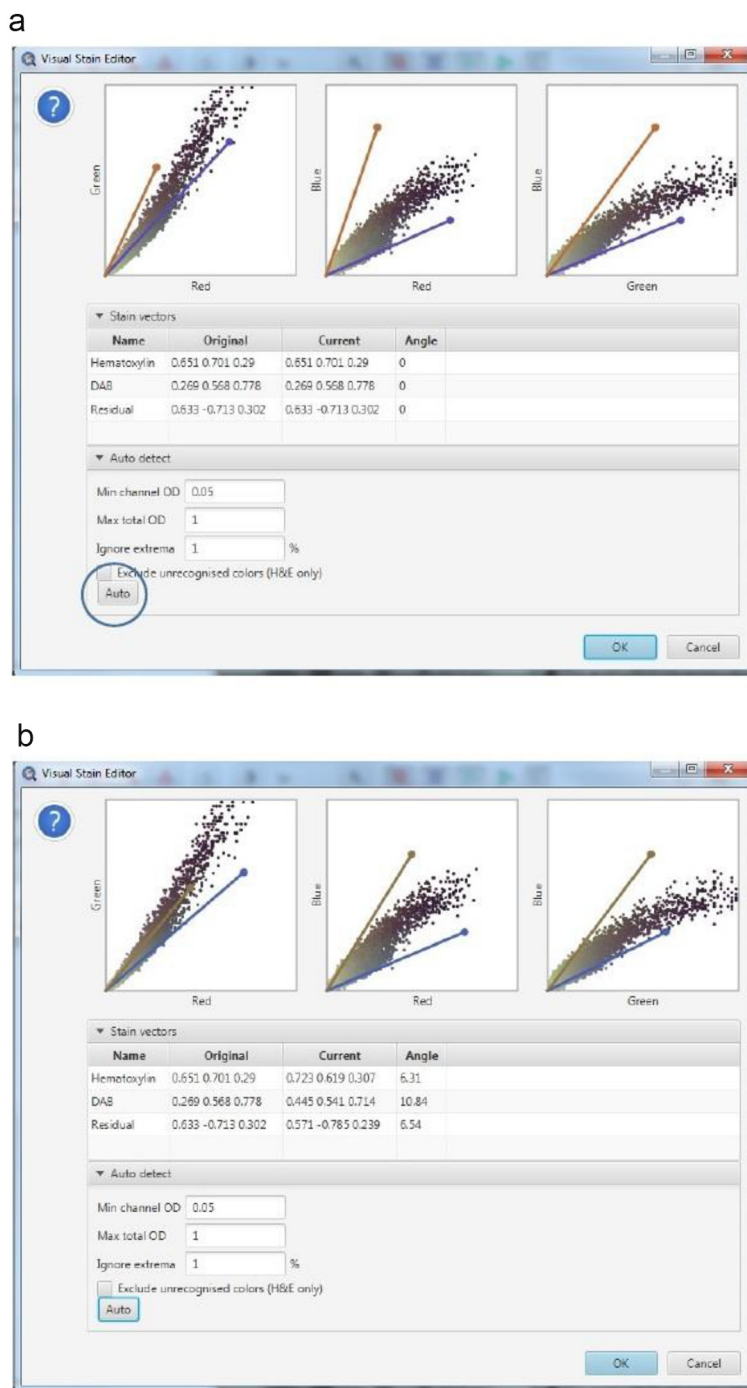 a
Visual Stain Editor
?
Green Blue Blue
Red Red Green
Stain vectors
Name Original Current Angle
Hematoxylin 0.651 0.701 0.29 0.651 0.701 0.29 0
DAB 0.269 0.568 0.778 0.269 0.568 0.778 0
Residual 0.633 -0.713 0.302 0.633 -0.713 0.302 0
Auto detect
Min channel OD 0.05
Max total OD 1
Ignore extrema 1 %
Exclude unrecognised colors (H&E only)
Auto
OK Cancel
b
Visual Stain Editor
?
Green Blue Blue
Red Red Green
Stain vectors
Name Original Current Angle
Hematoxylin 0.651 0.701 0.29 0.723 0.619 0.307 6.31
DAB 0.269 0.568 0.778 0.445 0.541 0.714 10.84
Residual 0.633 -0.713 0.302 0.571 -0.785 0.239 6.54
Auto detect
Min channel OD 0.05
Max total OD 1
Ignore extrema 1 %
Exclude unrecognised colors (H&E only)
Auto
OK Cancel